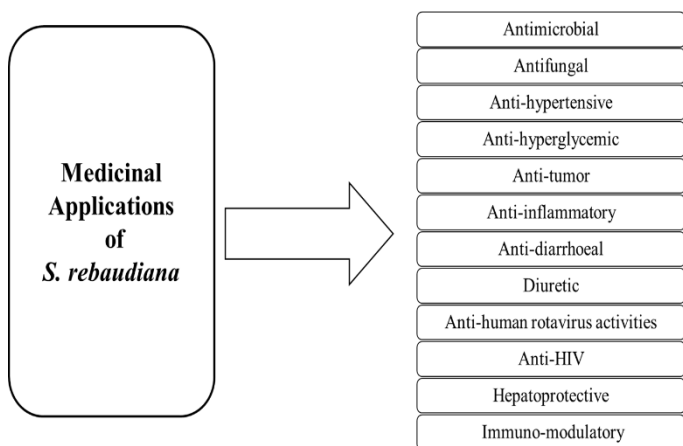 Medicinal
Applications
of
S. rebaudiana
Antimicrobial
Antifungal
Anti-hypertensive
Anti-hyperglycemic
Anti-tumor
Anti-inflammatory
Anti-diarrhoeal
Diuretic
Anti-human rotavirus activities
Anti-HIV
Hepatoprotective
Immuno-modulatory